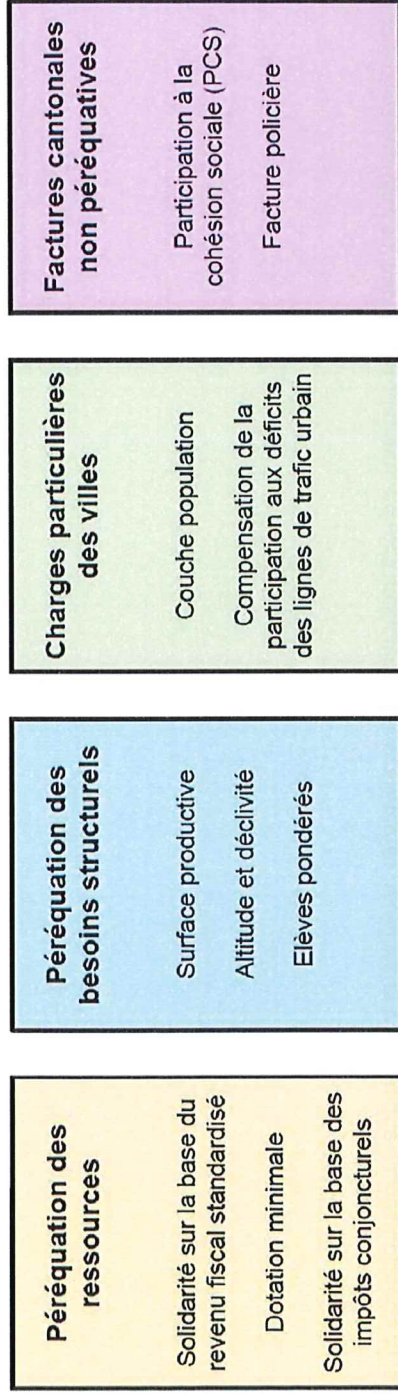 Péréquation des
ressources
Solidarité sur la base du
revenu fiscal standardisé
Dotation minimale
Solidarité sur la base des
impôts conjoncturels
Péréquation des
besoins structurels
Surface productive
Altitude et déclivité
Elèves pondérés
Charges particulières
des villes
Couche population
Compensation de la
participation aux déficits
des lignes de trafic urbain
Factures cantonales
non péréquatives
Participation à la
cohésion sociale (PCS)
Facture policière